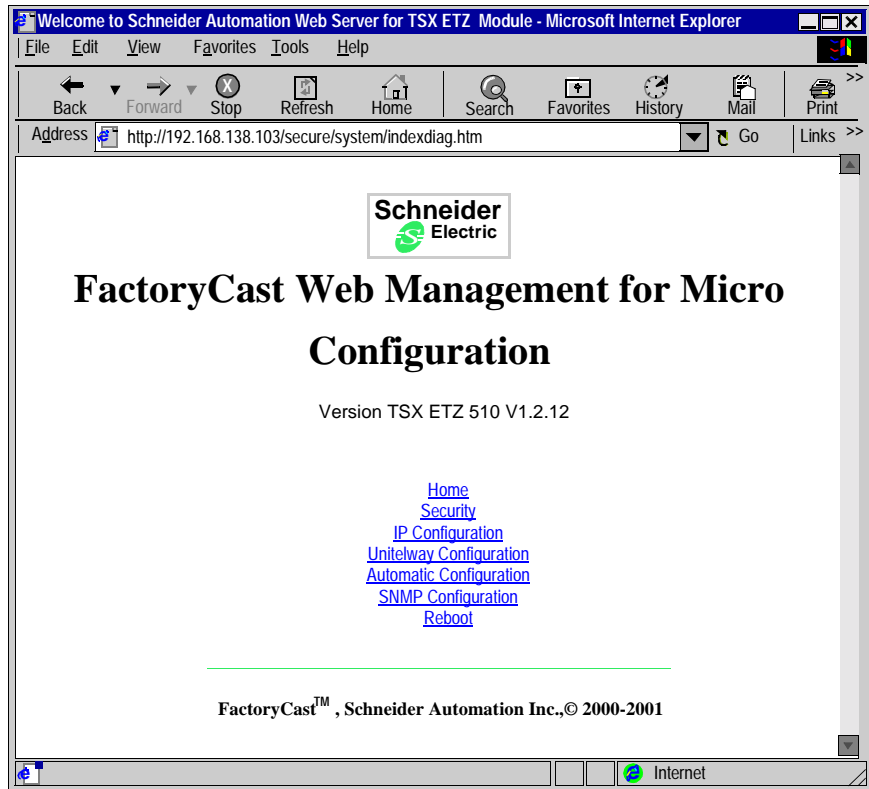 Welcome to Schneider Automation Web Server for TSX ETZ Module - Microsoft Internet Explorer
File Edit View Favorites Tools Help
Back Forward Stop Refresh Home Search Favorites History Mail Print >>
Address http://192.168.138.103/secure/system/indexdiag.htm Go Links >>
Schneider
Electric
FactoryCast Web Management for Micro
Configuration
Version TSX ETZ 510 V1.2.12
Home
Security
IP Configuration
Unitelway Configuration
Automatic Configuration
SNMP Configuration
Reboot
FactoryCast™ , Schneider Automation Inc.,© 2000-2001
Internet